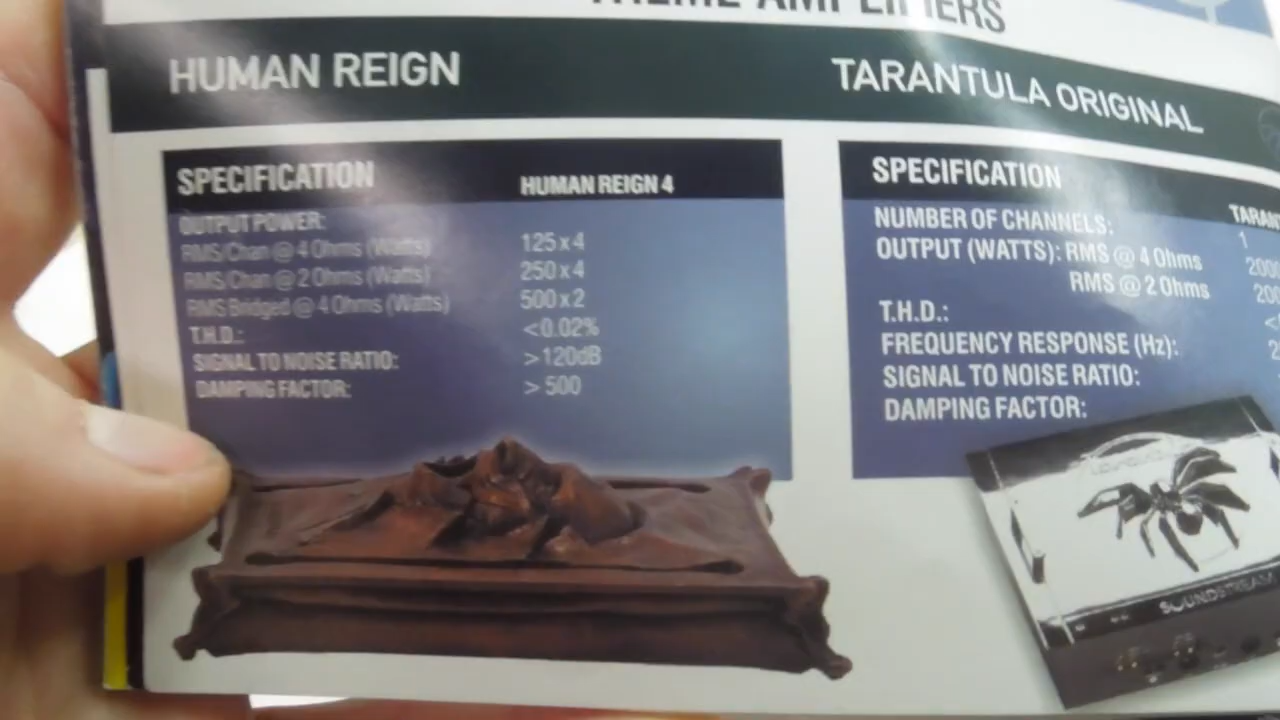 AMPLIFIERS
HUMAN REIGN
TARANTULA ORIGINAL
SPECIFICATION HUMAN REIGN 4
OUTPUT POWER:
RMS/Chan @ 4 Ohms (Watts) 125 x 4
RMS/Chan @ 2 Ohms (Watts) 250 x 4
RMS Bridged @ 4 Ohms (Watts) 500 x 2
T.H.D.: <0.02%
SIGNAL TO NOISE RATIO: >120dB
DAMPING FACTOR: > 500
SPECIFICATION
NUMBER OF CHANNELS: 1
OUTPUT (WATTS): RMS @ 4 Ohms
RMS @ 2 Ohms
T.H.D.:
FREQUENCY RESPONSE (Hz):
SIGNAL TO NOISE RATIO:
DAMPING FACTOR:
SOUNDSTREAM